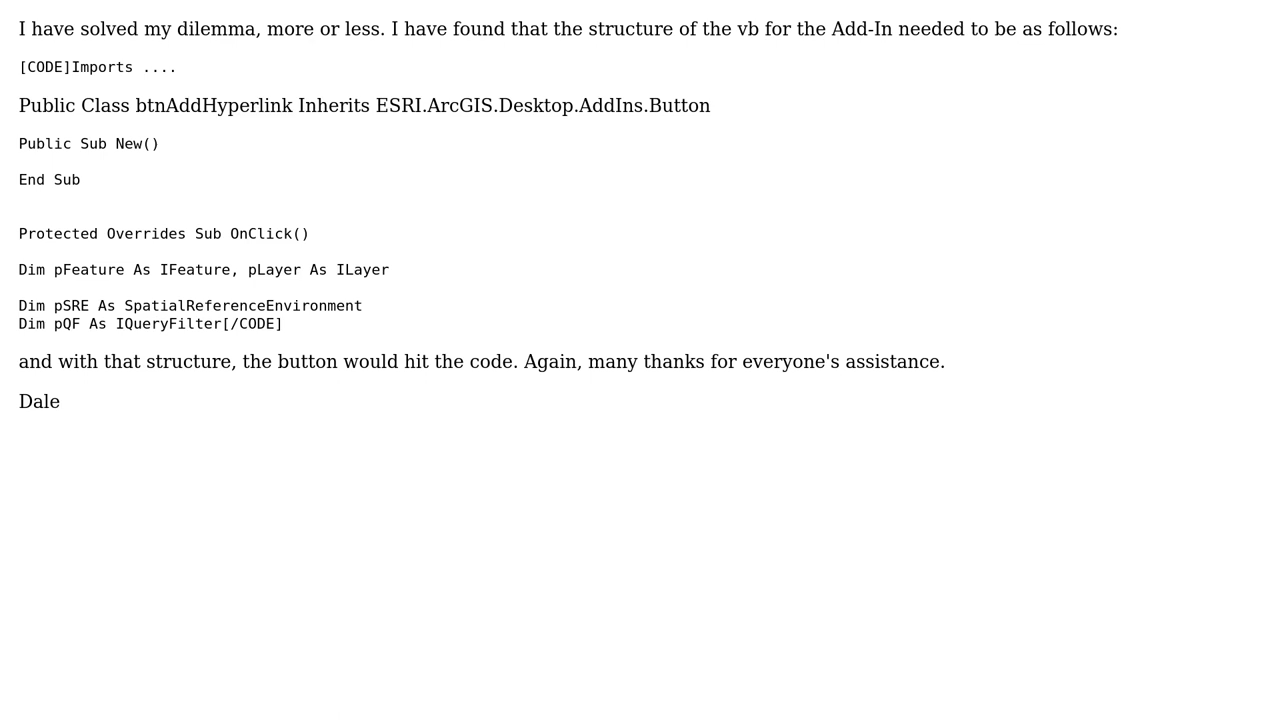 I have solved my dilemma, more or less. I have found that the structure of the vb for the Add-In needed to be as follows:
[CODE]Imports ....
Public Class btnAddHyperlink Inherits ESRI.ArcGIS.Desktop.AddIns.Button
Public Sub New()
End Sub
Protected Overrides Sub OnClick()
Dim pFeature As IFeature, pLayer As ILayer
Dim pSRE As SpatialReferenceEnvironment
Dim pQF As IQueryFilter[/CODE]
and with that structure, the button would hit the code. Again, many thanks for everyone's assistance.
Dale